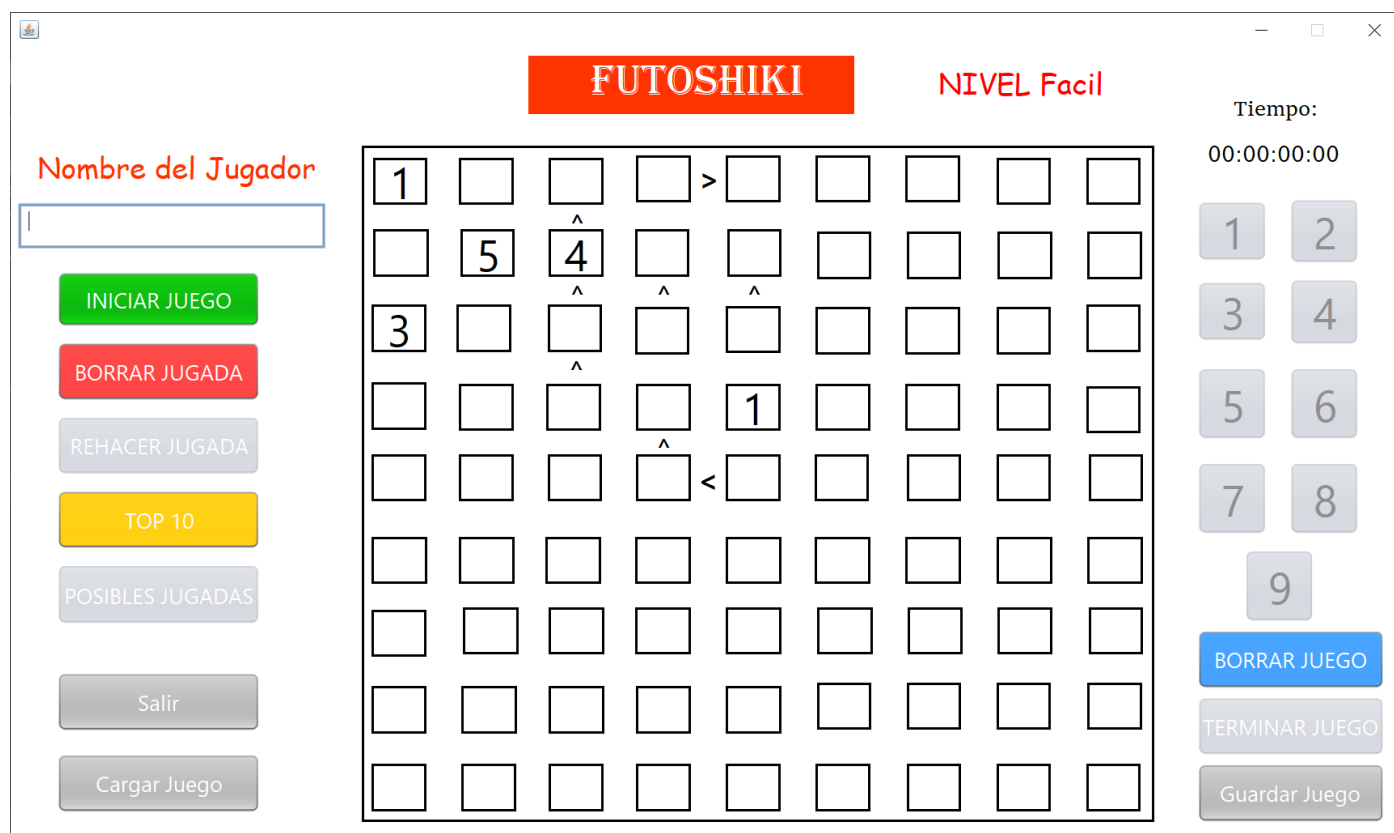 FUTOSHIKI
NIVEL Facil
Tiempo:
00:00:00:00
Nombre del Jugador
INICIAR JUEGO
BORRAR JUGADA
REHACER JUGADA
TOP 10
POSIBLES JUGADAS
Salir
Cargar Juego
1 >
^
5 4
^ ^ ^
3
^
1
^
<
1 2
3 4
5 6
7 8
9
BORRAR JUEGO
TERMINAR JUEGO
Guardar Juego